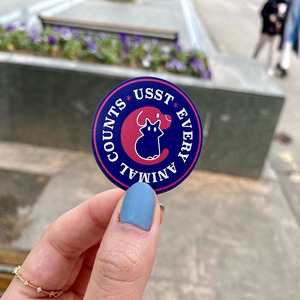 USST * EVERY ANIMAL COUNTS *